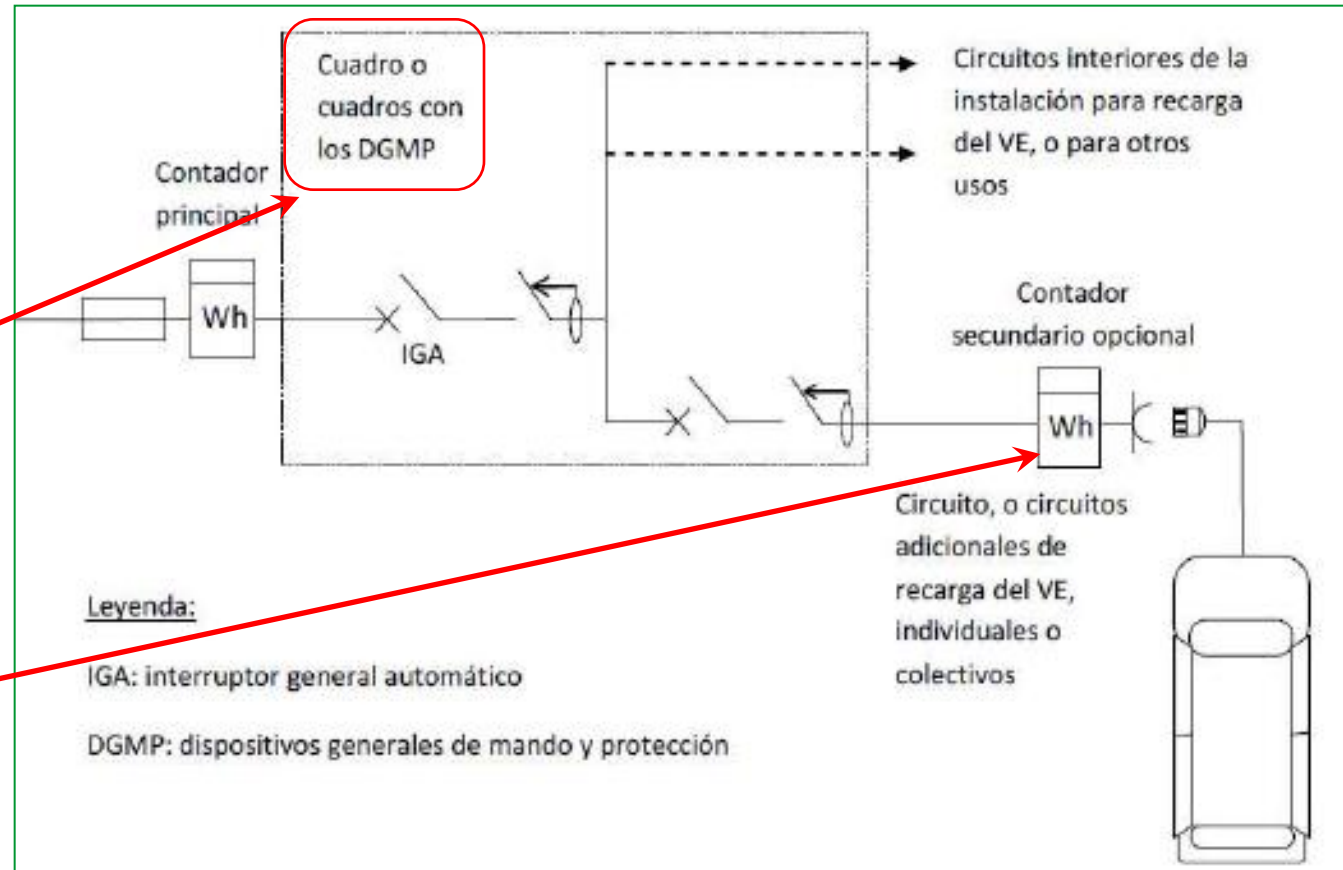 Cuadro o
cuadros con
los DGMP
Circuitos interiores de la
instalación para recarga
del VE, o para otros
usos
Contador
principal
Wh
IGA
Contador
secundario opcional
Wh
Circuito, o circuitos
adicionales de
recarga del VE,
individuales o
colectivos
Leyenda:
IGA: interruptor general automático
DGMP: dispositivos generales de mando y protección